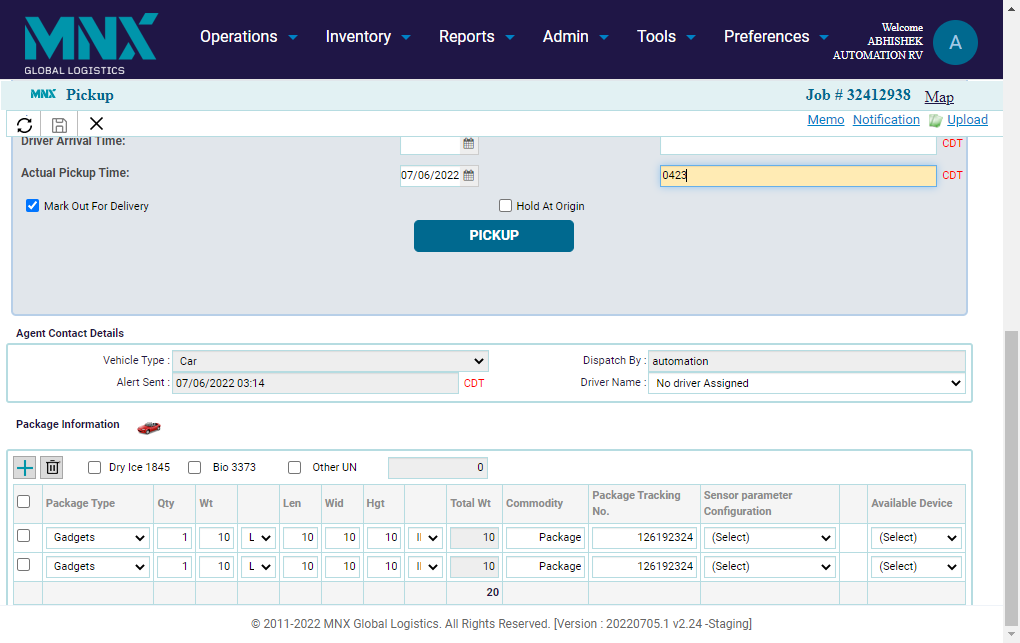 MNX
GLOBAL LOGISTICS
Operations Inventory Reports Admin Tools Preferences
Welcome
ABHISHEK
AUTOMATION RV
A
MNX Pickup Job # 32412938 Map
Memo Notification Upload
Driver Arrival Time: CDT
Actual Pickup Time: 07/06/2022 0423 CDT
Mark Out For Delivery Hold At Origin
PICKUP
Agent Contact Details
Vehicle Type : Car Dispatch By : automation
Alert Sent : 07/06/2022 03:14 CDT Driver Name : No driver Assigned
Package Information
Dry Ice 1845 Bio 3373 Other UN 0
Package Type Qty Wt Len Wid Hgt Total Wt Commodity Package Tracking No. Sensor parameter Configuration Available Device
Gadgets 1 10 L 10 10 10 10 Package 126192324 (Select) (Select)
Gadgets 1 10 L 10 10 10 10 Package 126192324 (Select) (Select)
20
© 2011-2022 MNX Global Logistics. All Rights Reserved. [Version : 20220705.1 v2.24 -Staging]